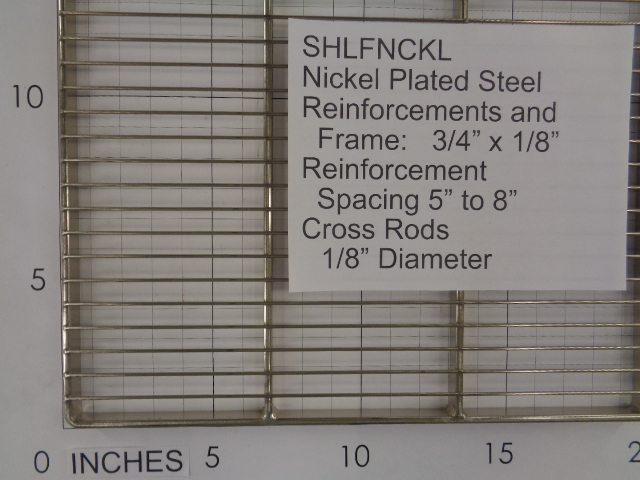 SHLFNCKL
Nickel Plated Steel
Reinforcements and
Frame: 3/4” x 1/8”
Reinforcement
Spacing 5” to 8”
Cross Rods
1/8” Diameter
10
5
0 INCHES 5 10 15 2